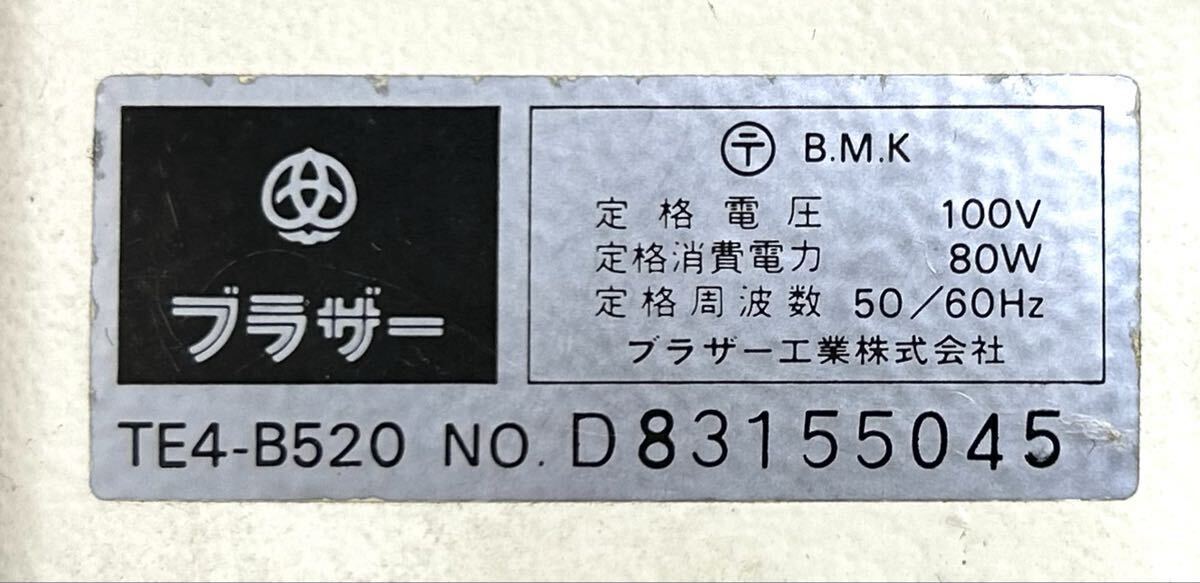 ブラザー
〒 B.M.K
定格電圧 100V
定格消費電力 80W
定格周波数 50/60Hz
ブラザー工業株式会社
TE4-B520 NO. D83155045